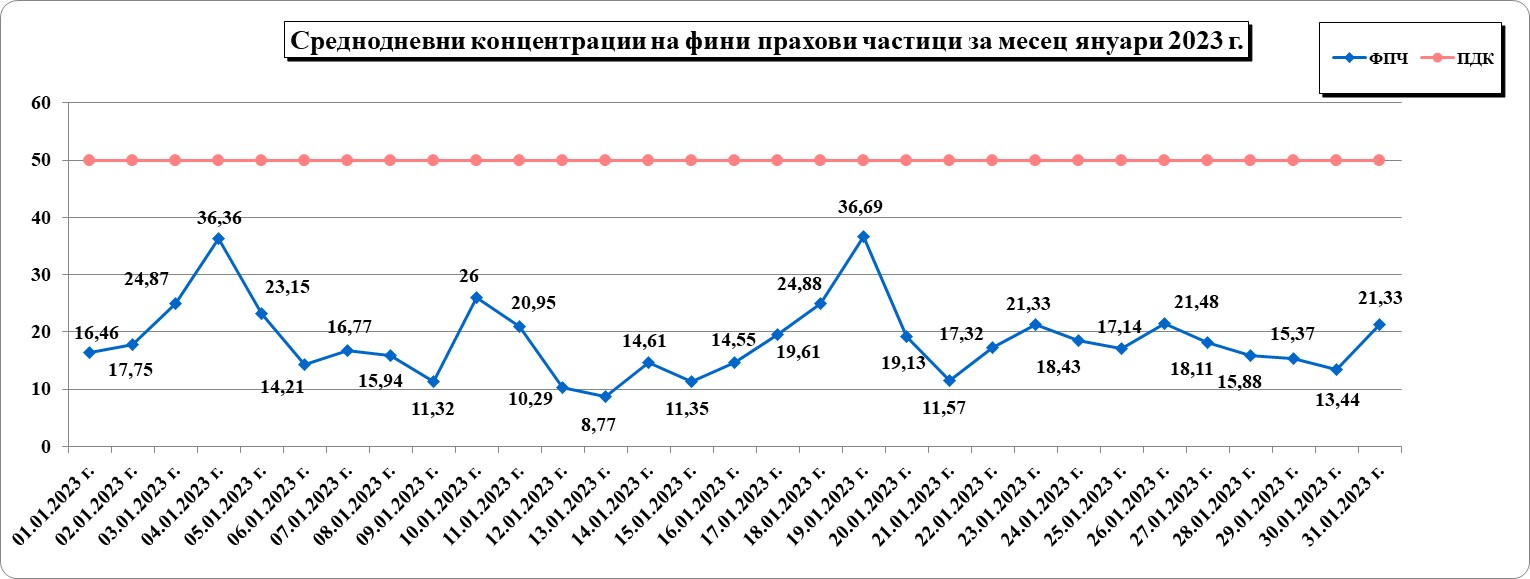 Среднодневни концентрации на фини прахови частици за месец януари 2023 г.
ФПЧ ПДК
60
50
40
30
20
10
0
16,46
17,75
24,87
36,36
23,15
14,21
16,77
15,94
11,32
26
20,95
10,29
8,77
14,61
11,35
14,55
19,61
24,88
36,69
19,13
11,57
17,32
21,33
18,43
17,14
21,48
18,11
15,88
15,37
13,44
21,33
01.01.2023 г.
02.01.2023 г.
03.01.2023 г.
04.01.2023 г.
05.01.2023 г.
06.01.2023 г.
07.01.2023 г.
08.01.2023 г.
09.01.2023 г.
10.01.2023 г.
11.01.2023 г.
12.01.2023 г.
13.01.2023 г.
14.01.2023 г.
15.01.2023 г.
16.01.2023 г.
17.01.2023 г.
18.01.2023 г.
19.01.2023 г.
20.01.2023 г.
21.01.2023 г.
22.01.2023 г.
23.01.2023 г.
24.01.2023 г.
25.01.2023 г.
26.01.2023 г.
27.01.2023 г.
28.01.2023 г.
29.01.2023 г.
30.01.2023 г.
31.01.2023 г.